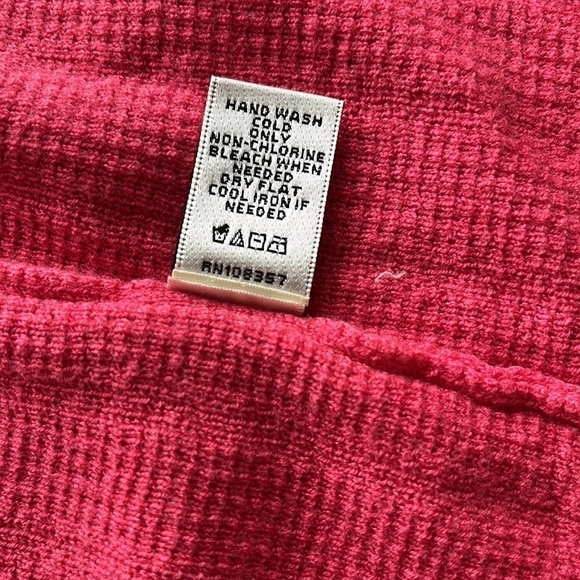 HAND WASH
COLD
ONLY
NON-CHLORINE
BLEACH WHEN
NEEDED
DRY FLAT
COOL IRON IF
NEEDED
RN108357